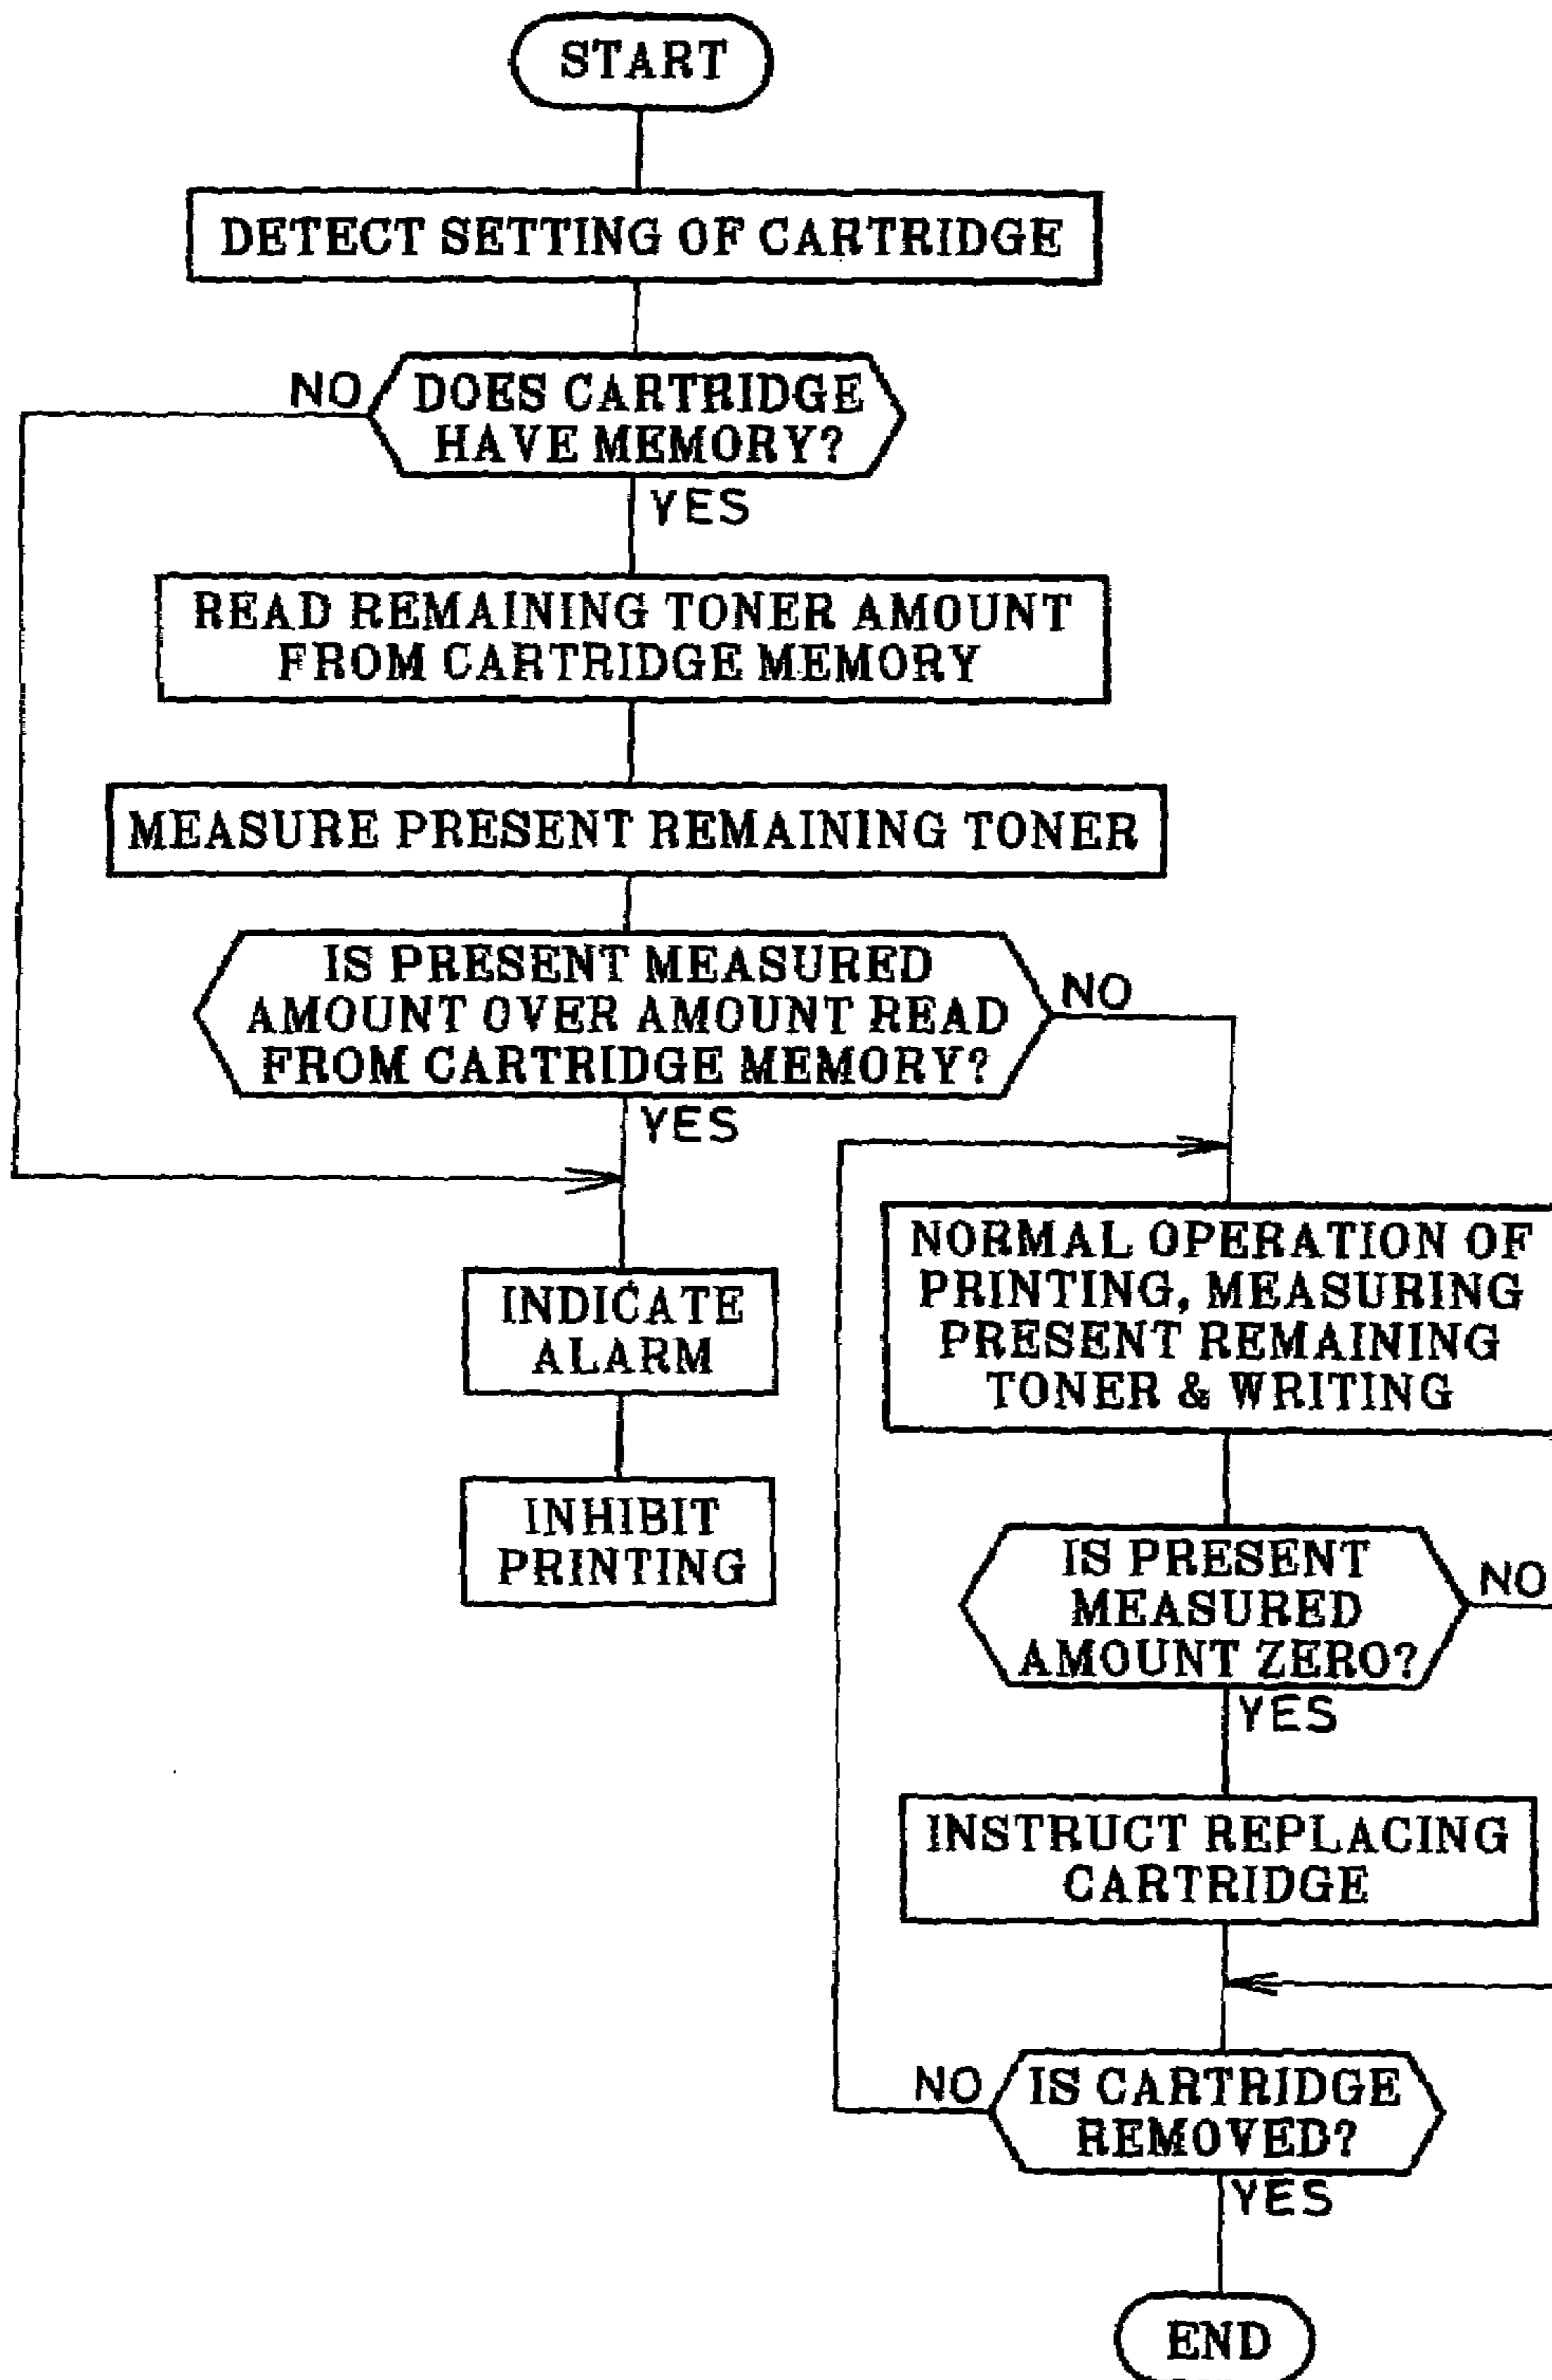 START
DETECT SETTING OF CARTRIDGE
NO
DOES CARTRIDGE
HAVE MEMORY?
YES
READ REMAINING TONER AMOUNT
FROM CARTRIDGE MEMORY
MEASURE PRESENT REMAINING TONER
IS PRESENT MEASURED
AMOUNT OVER AMOUNT READ
FROM CARTRIDGE MEMORY?
NO
YES
INDICATE
ALARM
INHIBIT
PRINTING
NORMAL OPERATION OF
PRINTING, MEASURING
PRESENT REMAINING
TONER & WRITING
IS PRESENT
MEASURED
AMOUNT ZERO?
NO
YES
INSTRUCT REPLACING
CARTRIDGE
NO
IS CARTRIDGE
REMOVED?
YES
END